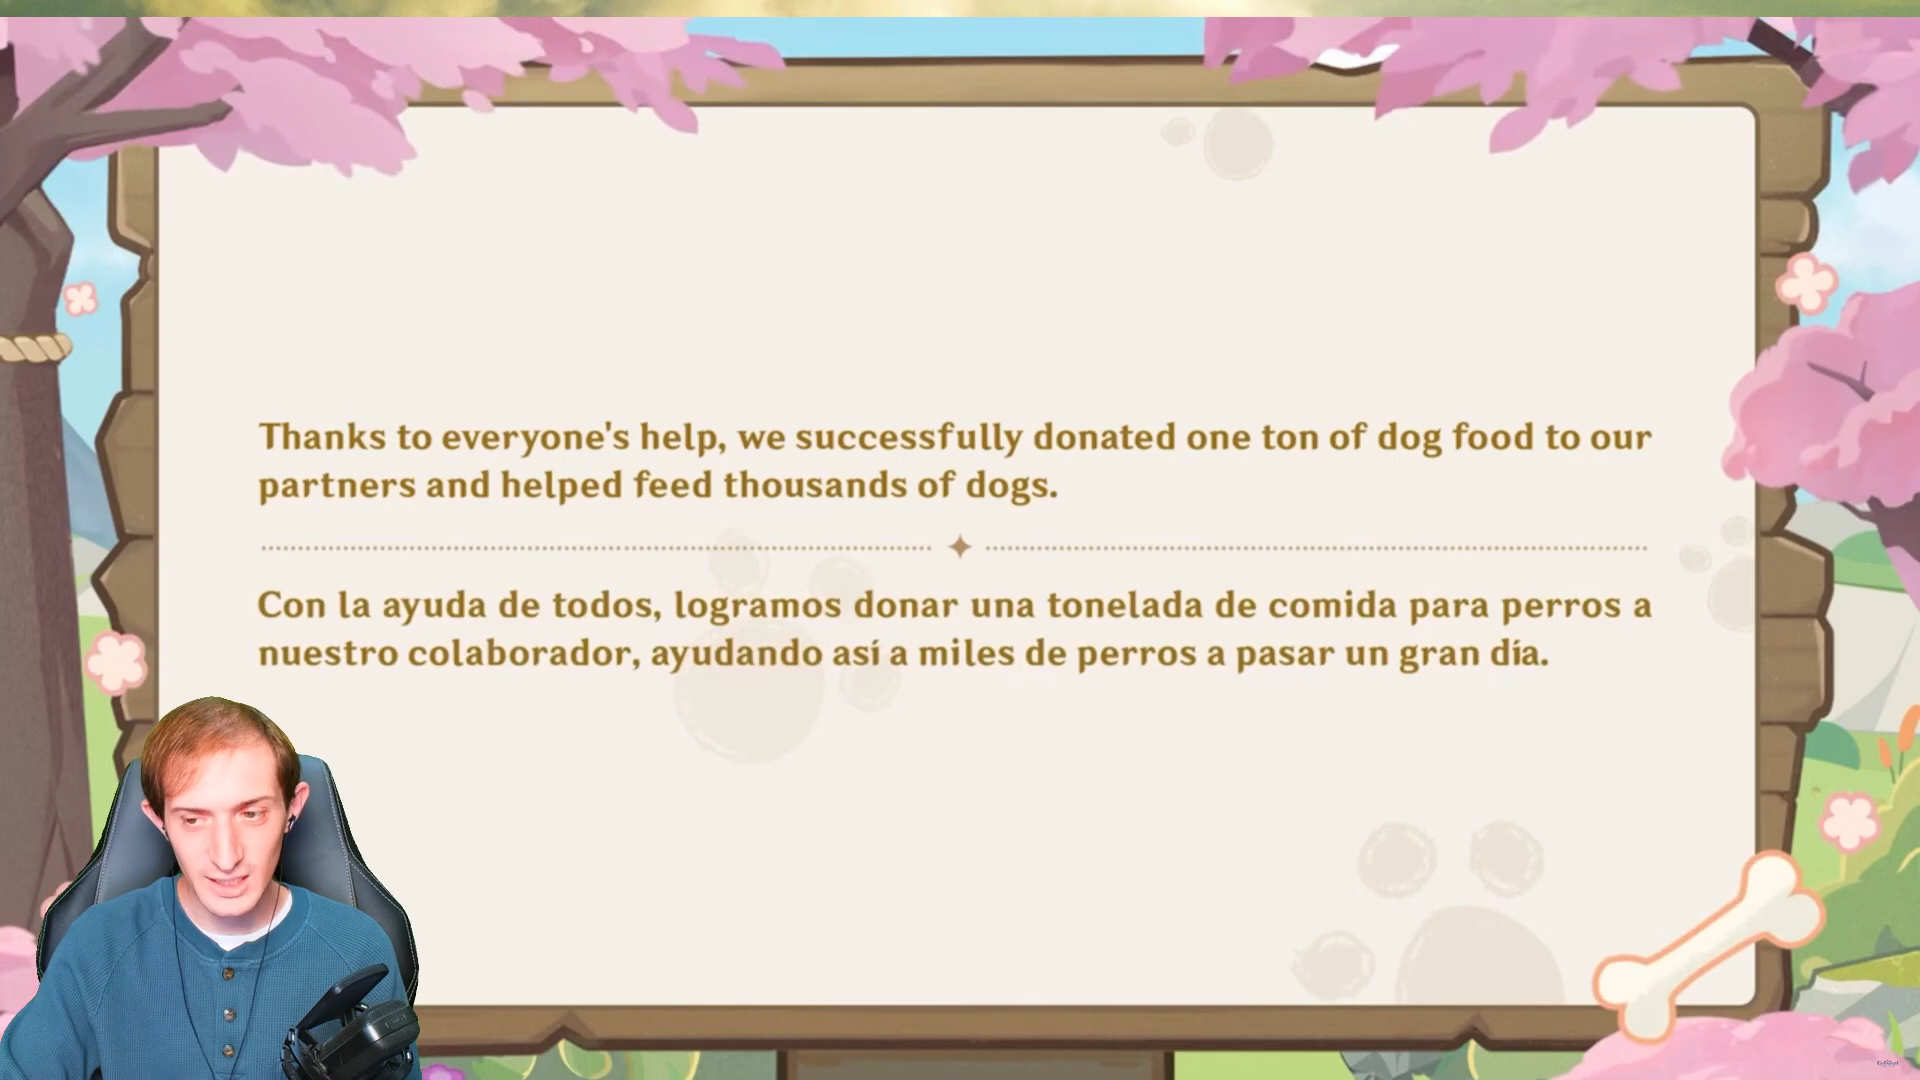 Thanks to everyone's help, we successfully donated one ton of dog food to our
partners and helped feed thousands of dogs.
Con la ayuda de todos, logramos donar una tonelada de comida para perros a
nuestro colaborador, ayudando así a miles de perros a pasar un gran día.